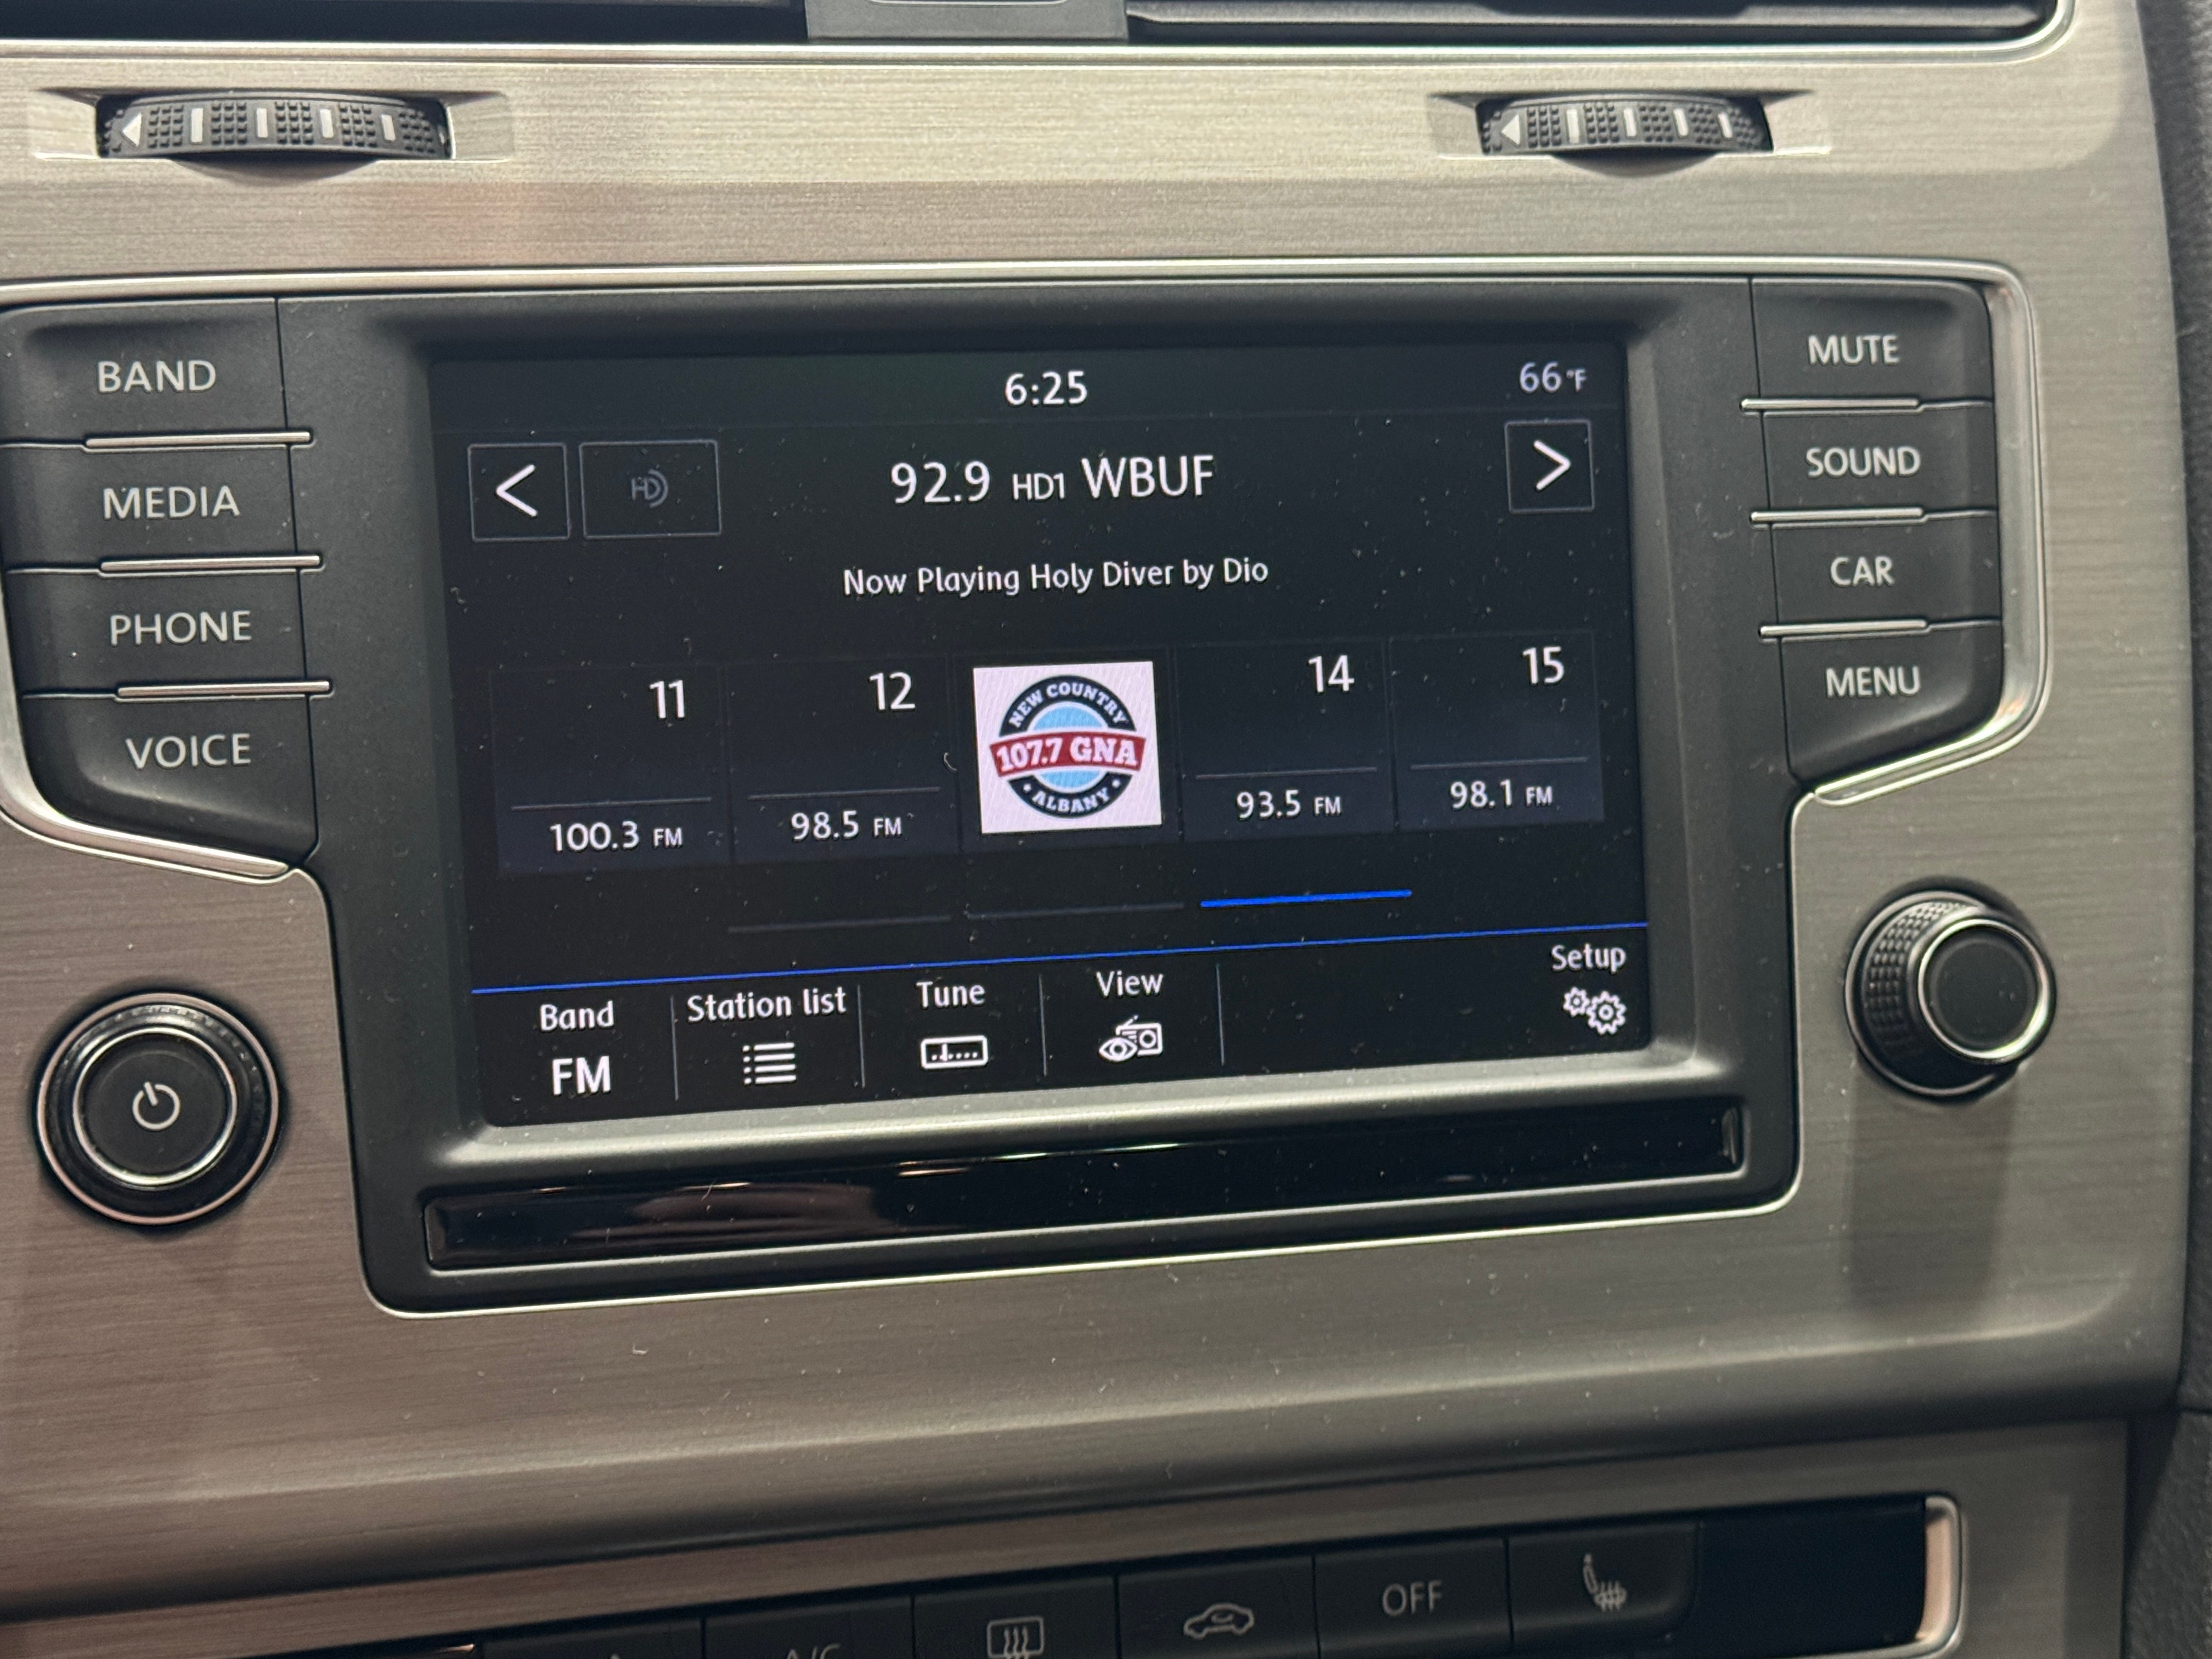 BAND
MEDIA
PHONE
VOICE
6:25
66°F
HD
92.9 HD1 WBUF
Now Playing Holy Diver by Dio
11
100.3 FM
12
98.5 FM
NEW COUNTRY
107.7 GNA
ALBANY
14
93.5 FM
15
98.1 FM
Band
FM
Station list
Tune
View
Setup
MUTE
SOUND
CAR
MENU
A/C
OFF